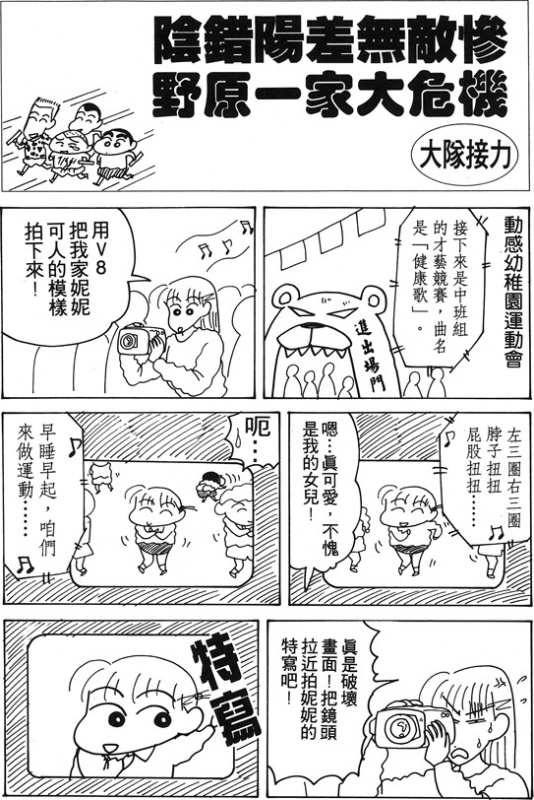 陰錯陽差無敵慘
野原一家大危機
大隊接力
動感幼稚園運動會
接下來是中班組
的才藝競賽，曲名
是「健康歌」。
進出場門
用V8
把我家妮妮
可人的模樣
拍下來！
左三圈右三圈
脖子扭扭
屁股扭扭……
嗯…眞可愛，不愧
是我的女兒！
呃…
早睡早起，咱們
來做運動……
眞是破壞
畫面！把鏡頭
拉近拍妮妮的
特寫吧！
特寫